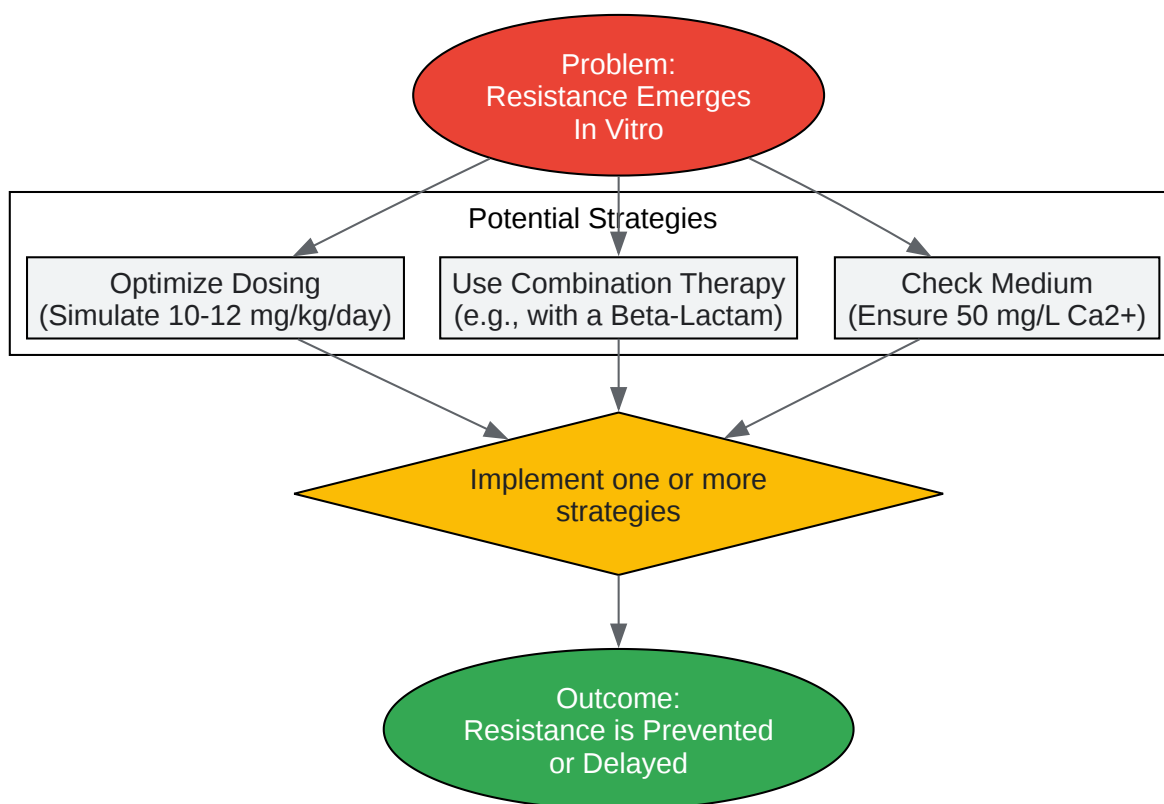 Problem:
Resistance Emerges
In Vitro
Potential Strategies
Optimize Dosing
(Simulate 10-12 mg/kg/day)
Use Combination Therapy
(e.g., with a Beta-Lactam)
Check Medium
(Ensure 50 mg/L Ca2+)
Implement one or more
strategies
Outcome:
Resistance is Prevented
or Delayed